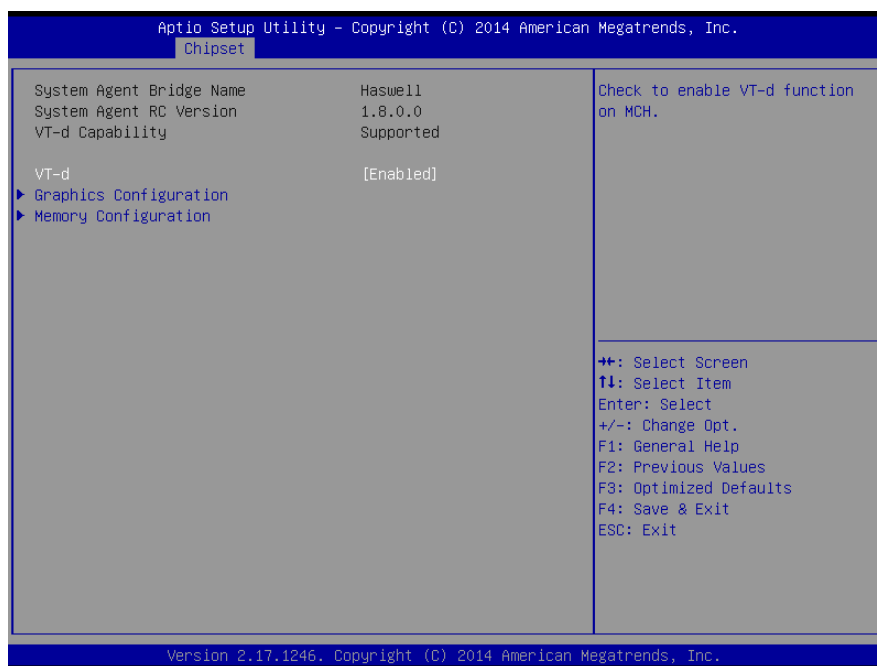 Aptio Setup Utility – Copyright (C) 2014 American Megatrends, Inc.
Chipset
System Agent Bridge Name Haswell
System Agent RC Version 1.8.0.0
VT-d Capability Supported
VT-d [Enabled]
Graphics Configuration
Memory Configuration
Check to enable VT-d function
on MCH.
→←: Select Screen
↑↓: Select Item
Enter: Select
+/-: Change Opt.
F1: General Help
F2: Previous Values
F3: Optimized Defaults
F4: Save & Exit
ESC: Exit
Version 2.17.1246. Copyright (C) 2014 American Megatrends, Inc.